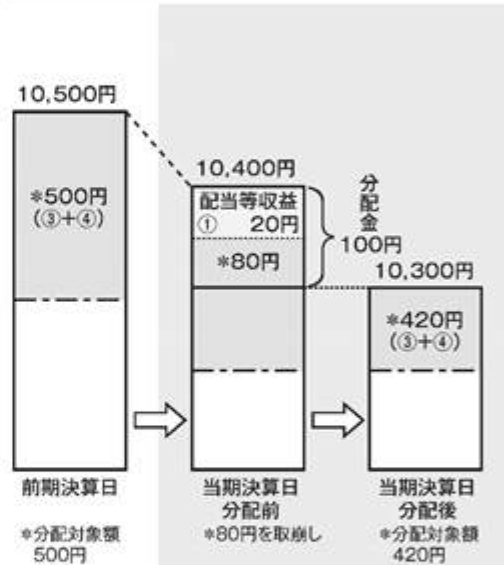 10,500円
*500円
(③+④)
10,400円
配当等収益
① 20円
*80円
分配金
100円
10,300円
*420円
(③+④)
前期決算日
*分配対象額
500円
当期決算日
分配前
*80円を取崩し
当期決算日
分配後
*分配対象額
420円